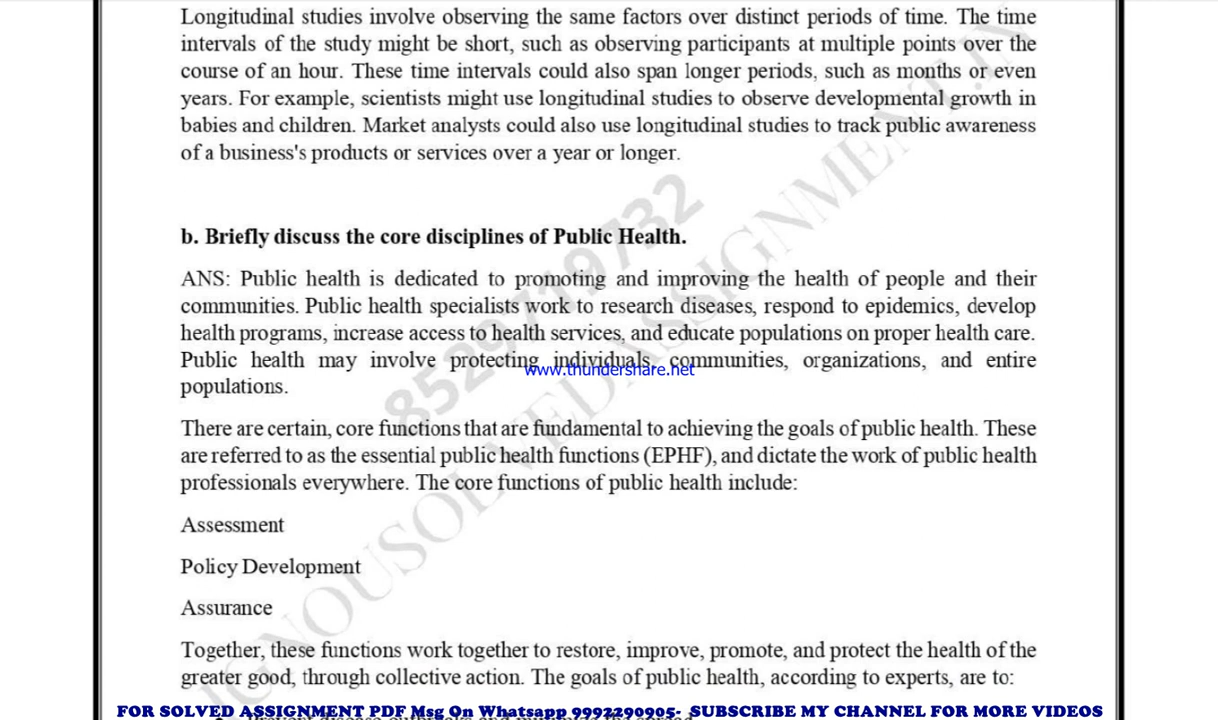 Longitudinal studies involve observing the same factors over distinct periods of time. The time
intervals of the study might be short, such as observing participants at multiple points over the
course of an hour. These time intervals could also span longer periods, such as months or even
years. For example, scientists might use longitudinal studies to observe developmental growth in
babies and children. Market analysts could also use longitudinal studies to track public awareness
of a business's products or services over a year or longer.
b. Briefly discuss the core disciplines of Public Health.
ANS: Public health is dedicated to promoting and improving the health of people and their
communities. Public health specialists work to research diseases, respond to epidemics, develop
health programs, increase access to health services, and educate populations on proper health care.
Public health may involve protecting individuals, communities, organizations, and entire
www.thundershare.net
populations.
There are certain, core functions that are fundamental to achieving the goals of public health. These
are referred to as the essential public health functions (EPHF), and dictate the work of public health
professionals everywhere. The core functions of public health include:
Assessment
Policy Development
Assurance
Together, these functions work together to restore, improve, promote, and protect the health of the
greater good, through collective action. The goals of public health, according to experts, are to:
FOR SOLVED ASSIGNMENT PDF Msg On Whatsapp 9992290905- SUBSCRIBE MY CHANNEL FOR MORE VIDEOS
8529719732
IGNOUSOLVEDASSIGNMENT.IN